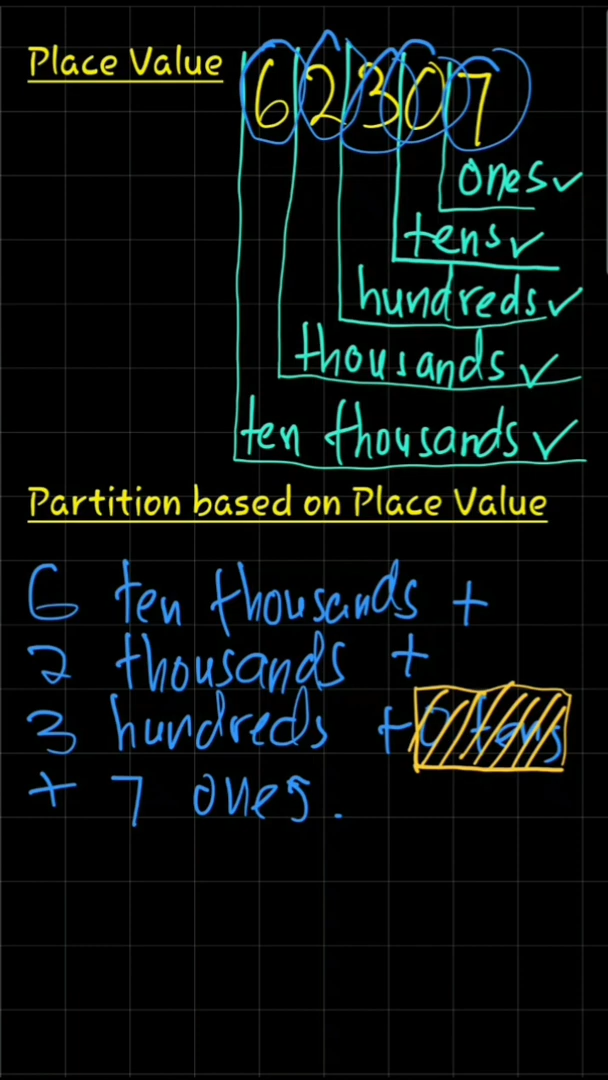 Place Value 62307
ones✓
tens✓
hundreds✓
thousands✓
ten thousands✓
Partition based on Place Value
6 ten thousands +
2 thousands +
3 hundreds + 0 tens
+ 7 ones.